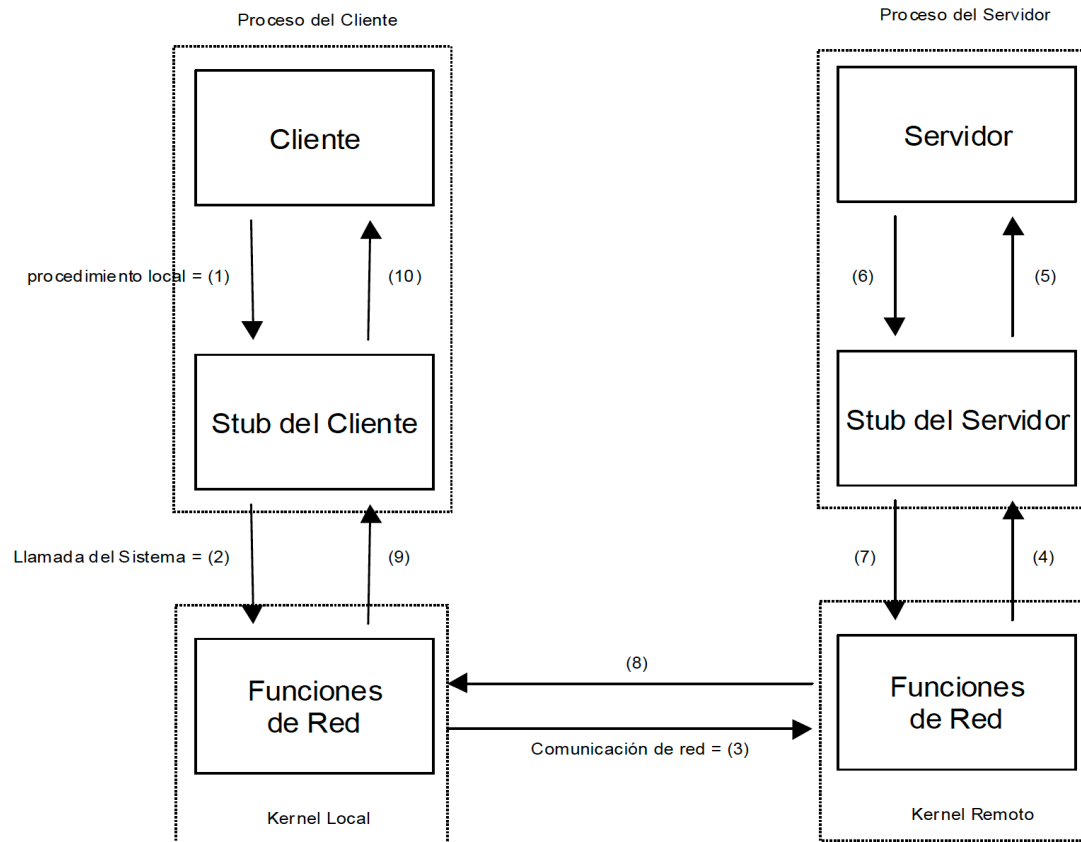 Proceso del Cliente
Proceso del Servidor
Cliente
Servidor
procedimiento local = (1)
(10)
(6)
(5)
Stub del Cliente
Stub del Servidor
Llamada del Sistema = (2)
(9)
(7)
(4)
(8)
Funciones
de Red
Funciones
de Red
Comunicación de red = (3)
Kernel Local
Kernel Remoto